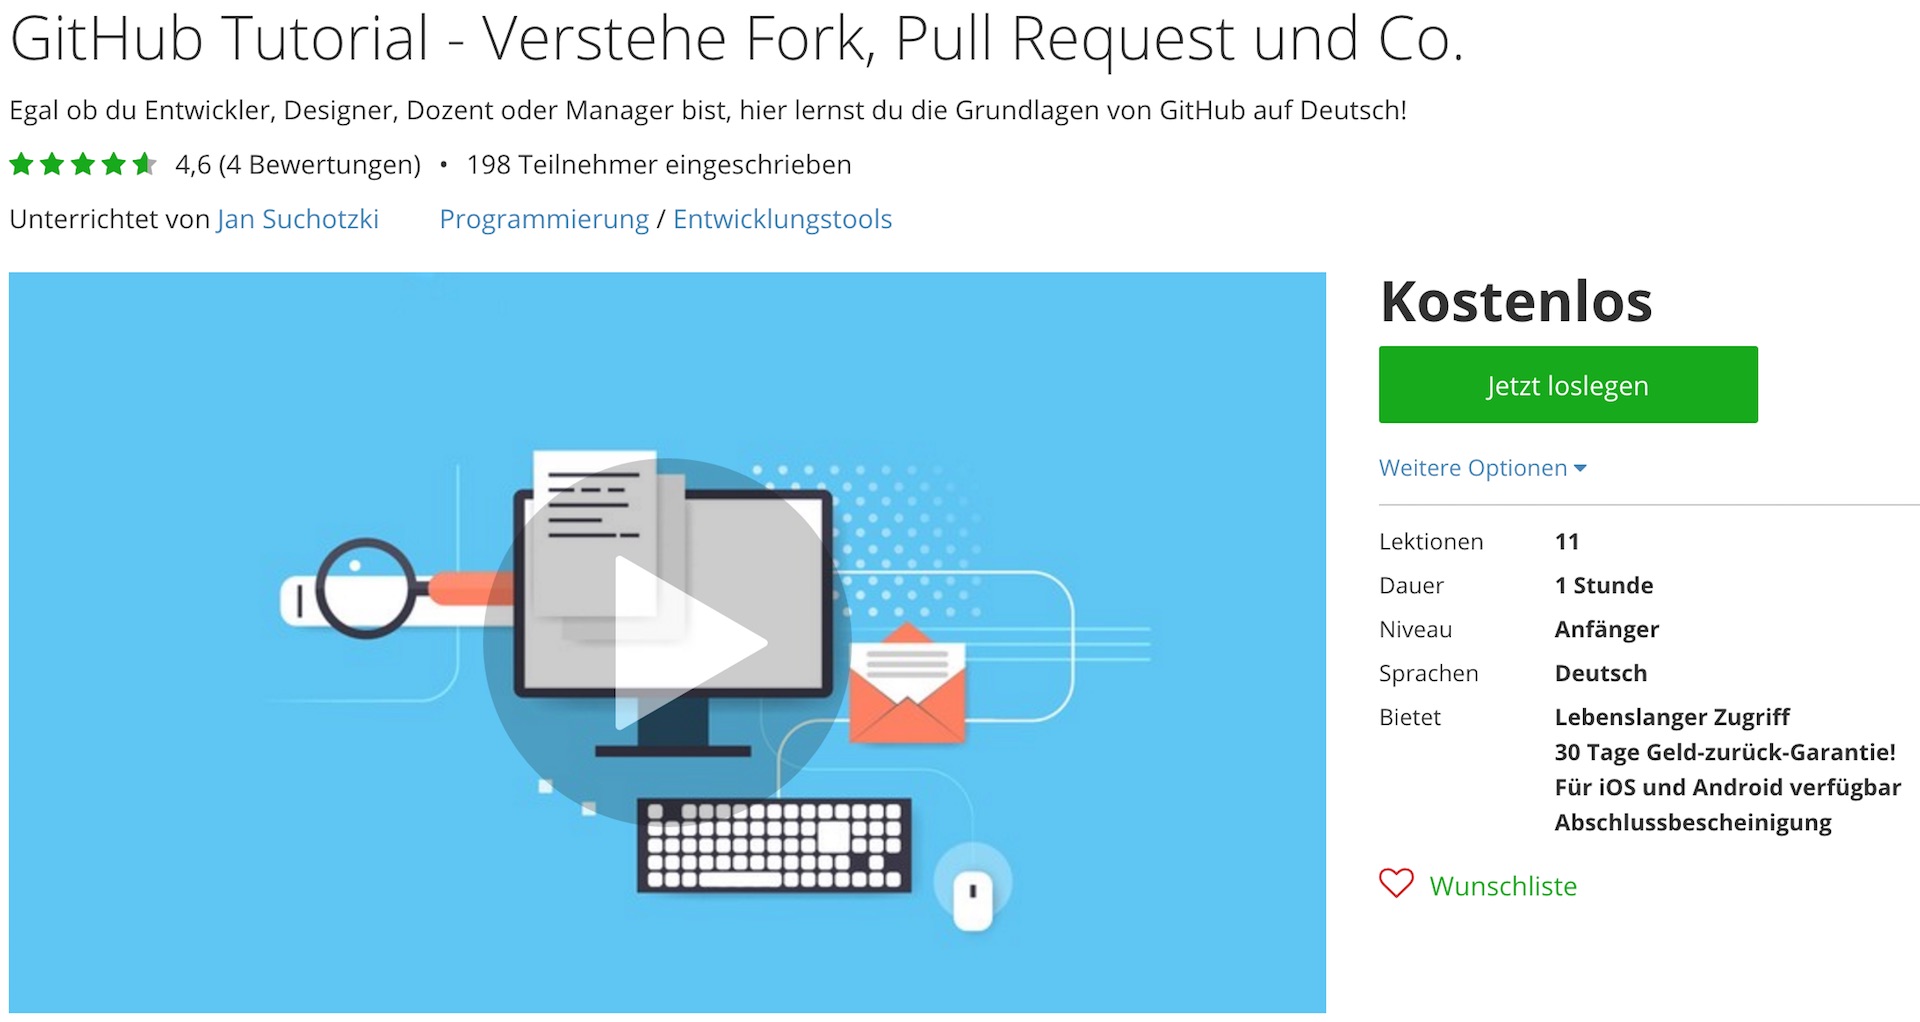 GitHub Tutorial - Verstehe Fork, Pull Request und Co.
Egal ob du Entwickler, Designer, Dozent oder Manager bist, hier lernst du die Grundlagen von GitHub auf Deutsch!
4,6 (4 Bewertungen) • 198 Teilnehmer eingeschrieben
Unterrichtet von Jan Suchotzki Programmierung / Entwicklungstools
Kostenlos
Jetzt loslegen
Weitere Optionen
Lektionen 11
Dauer 1 Stunde
Niveau Anfänger
Sprachen Deutsch
Bietet Lebenslanger Zugriff
30 Tage Geld-zurück-Garantie!
Für iOS und Android verfügbar
Abschlussbescheinigung
Wunschliste